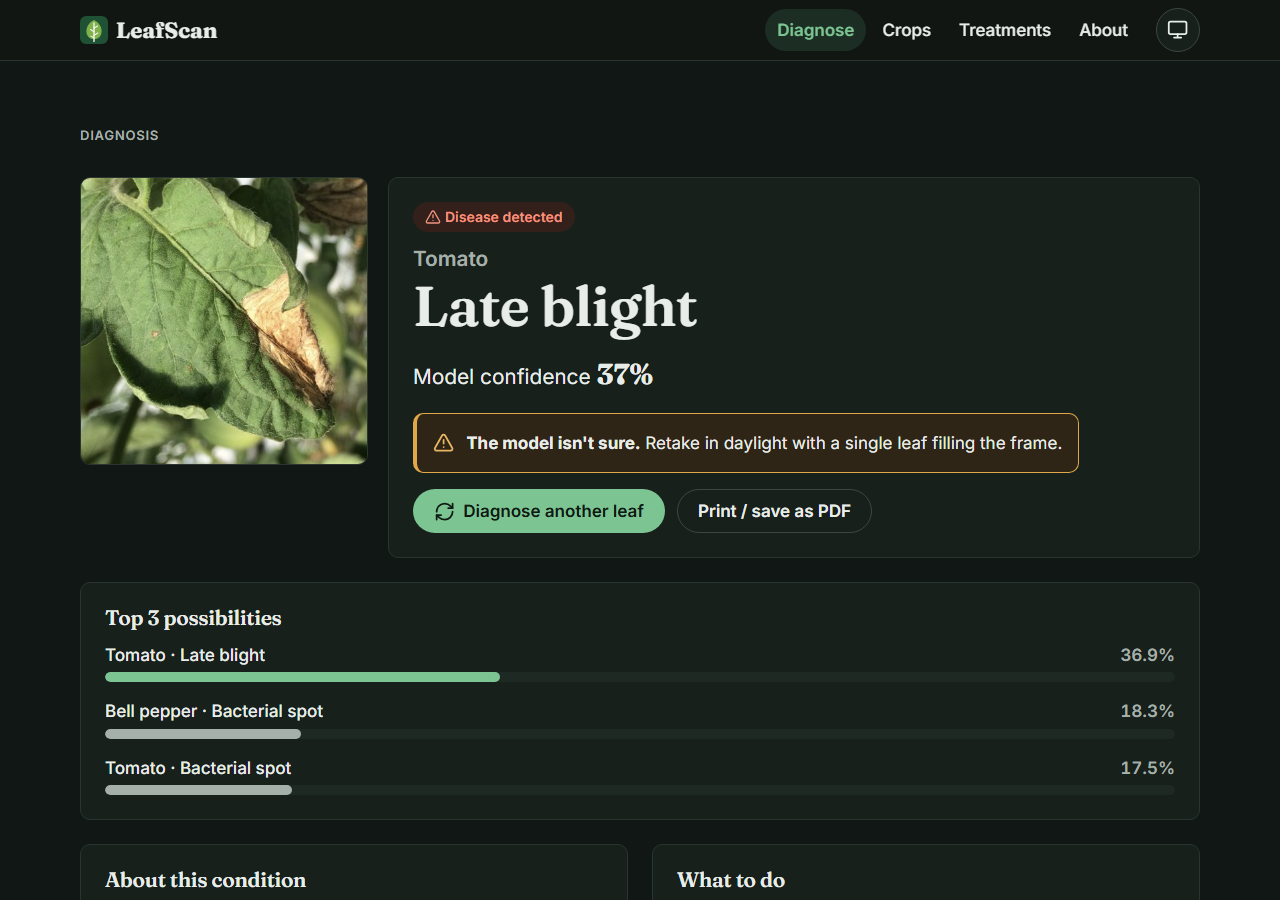 LeafScan
Diagnose
Crops
Treatments
About
DIAGNOSIS
Disease detected
Tomato
Late blight
Model confidence 37%
The model isn't sure. Retake in daylight with a single leaf filling the frame.
Diagnose another leaf
Print / save as PDF
Top 3 possibilities
Tomato · Late blight 36.9%
Bell pepper · Bacterial spot 18.3%
Tomato · Bacterial spot 17.5%
About this condition
What to do